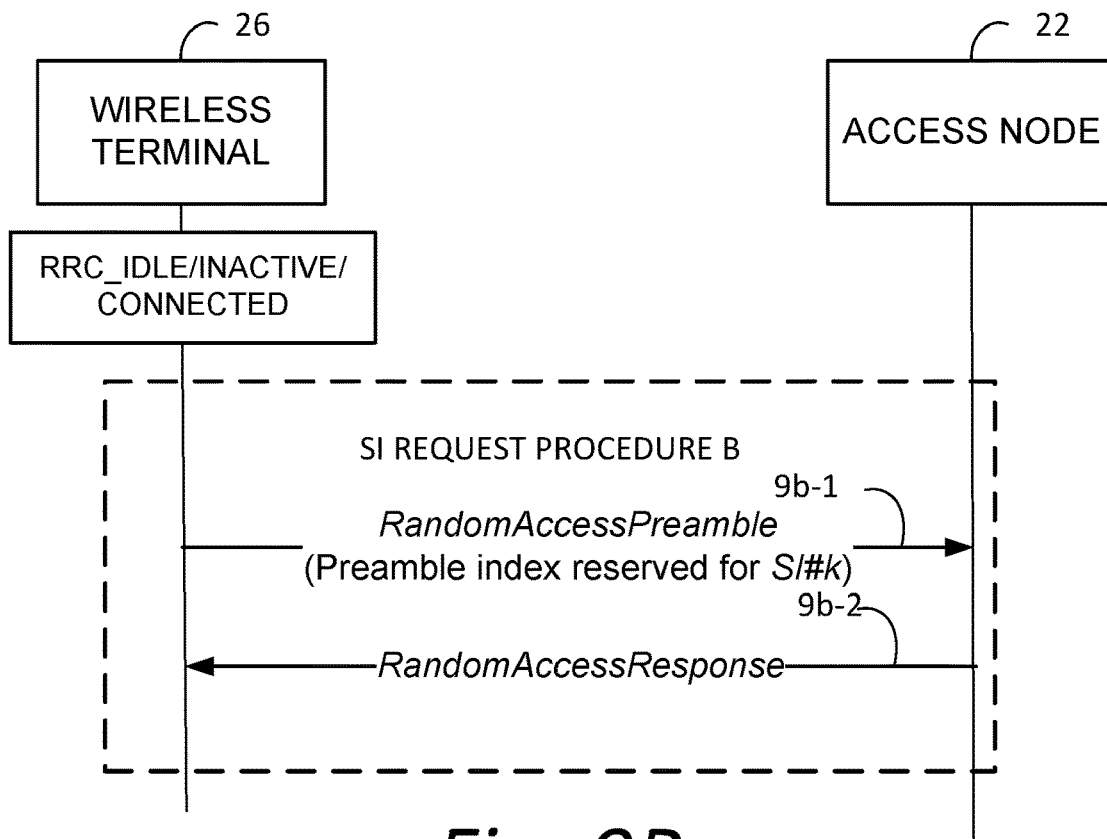 26
22
WIRELESS
TERMINAL
ACCESS NODE
RRC_IDLE/INACTIVE/
CONNECTED
SI REQUEST PROCEDURE B
9b-1
RandomAccessPreamble
(Preamble index reserved for SI#k)
9b-2
RandomAccessResponse